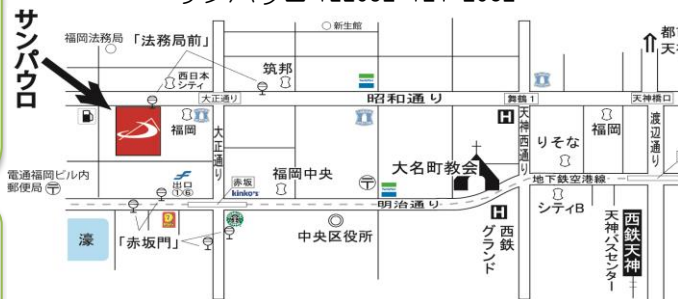 サンパウロ
福岡法務局
「法務局前」
新生館
都
天神
西日本
シティ
筑邦
大正通り
昭和通り
舞鶴1
天神橋口
福岡
大正通り
天神西通り
りそな
福岡
渡辺通り
電通福岡ビル内
郵便局
出口
赤坂
kinko's
福岡中央
大名町教会
地下鉄空港線
明治通り
シティB
濠
「赤坂門」
中央区役所
西鉄
グランド
天神バスセンター
西鉄天神